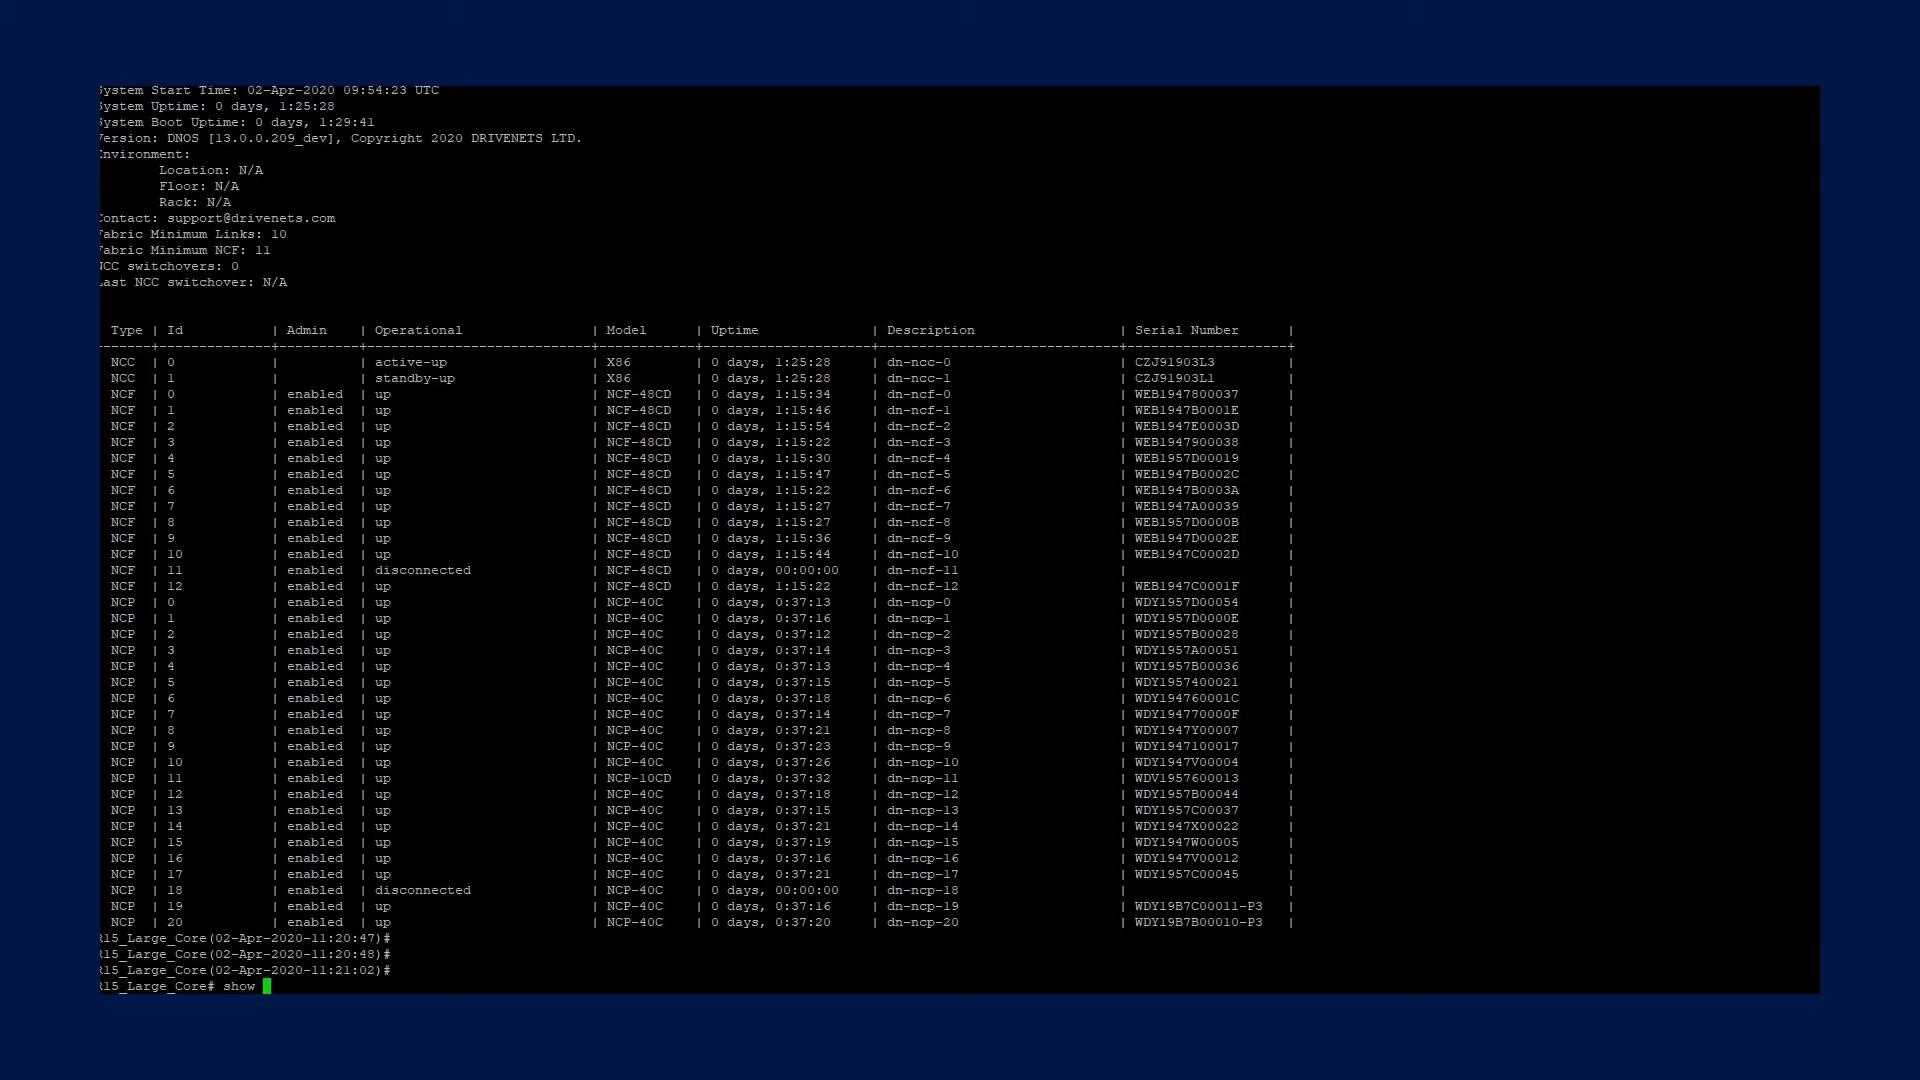 System Start Time: 02-Apr-2020 09:54:23 UTC
System Uptime: 0 days, 1:25:28
System Boot Uptime: 0 days, 1:29:41
Version: DNOS [13.0.0.209_dev], Copyright 2020 DRIVENETS LTD.
Environment:
Location: N/A
Floor: N/A
Rack: N/A
Contact: support@drivenets.com
Fabric Minimum Links: 10
Fabric Minimum NCF: 11
NCC switchovers: 0
Last NCC switchover: N/A
Type | Id | Admin | Operational | Model | Uptime | Description | Serial Number |
NCC | 0 | | active-up | X86 | 0 days, 1:25:28 | dn-ncc-0 | CZJ91903L3 |
NCC | 1 | | standby-up | X86 | 0 days, 1:25:28 | dn-ncc-1 | CZJ91903L1 |
NCF | 0 | enabled | up | NCF-48CD | 0 days, 1:15:34 | dn-ncf-0 | WEB1947800037 |
NCF | 1 | enabled | up | NCF-48CD | 0 days, 1:15:46 | dn-ncf-1 | WEB1947B0001E |
NCF | 2 | enabled | up | NCF-48CD | 0 days, 1:15:54 | dn-ncf-2 | WEB1947E0003D |
NCF | 3 | enabled | up | NCF-48CD | 0 days, 1:15:22 | dn-ncf-3 | WEB1947900038 |
NCF | 4 | enabled | up | NCF-48CD | 0 days, 1:15:30 | dn-ncf-4 | WEB1957D00019 |
NCF | 5 | enabled | up | NCF-48CD | 0 days, 1:15:47 | dn-ncf-5 | WEB1947B0002C |
NCF | 6 | enabled | up | NCF-48CD | 0 days, 1:15:22 | dn-ncf-6 | WEB1947B0003A |
NCF | 7 | enabled | up | NCF-48CD | 0 days, 1:15:27 | dn-ncf-7 | WEB1947A00039 |
NCF | 8 | enabled | up | NCF-48CD | 0 days, 1:15:27 | dn-ncf-8 | WEB1957D0000B |
NCF | 9 | enabled | up | NCF-48CD | 0 days, 1:15:36 | dn-ncf-9 | WEB1947D0002E |
NCF | 10 | enabled | up | NCF-48CD | 0 days, 1:15:44 | dn-ncf-10 | WEB1947C0002D |
NCF | 11 | enabled | disconnected | NCF-48CD | 0 days, 00:00:00 | dn-ncf-11 | |
NCF | 12 | enabled | up | NCF-48CD | 0 days, 1:15:22 | dn-ncf-12 | WEB1947C0001F |
NCP | 0 | enabled | up | NCP-40C | 0 days, 0:37:13 | dn-ncp-0 | WDY1957D00054 |
NCP | 1 | enabled | up | NCP-40C | 0 days, 0:37:16 | dn-ncp-1 | WDY1957D0000E |
NCP | 2 | enabled | up | NCP-40C | 0 days, 0:37:12 | dn-ncp-2 | WDY1957B00028 |
NCP | 3 | enabled | up | NCP-40C | 0 days, 0:37:14 | dn-ncp-3 | WDY1957A00051 |
NCP | 4 | enabled | up | NCP-40C | 0 days, 0:37:13 | dn-ncp-4 | WDY1957B00036 |
NCP | 5 | enabled | up | NCP-40C | 0 days, 0:37:15 | dn-ncp-5 | WDY1957400021 |
NCP | 6 | enabled | up | NCP-40C | 0 days, 0:37:18 | dn-ncp-6 | WDY194760001C |
NCP | 7 | enabled | up | NCP-40C | 0 days, 0:37:14 | dn-ncp-7 | WDY194770000F |
NCP | 8 | enabled | up | NCP-40C | 0 days, 0:37:21 | dn-ncp-8 | WDY1947Y00007 |
NCP | 9 | enabled | up | NCP-40C | 0 days, 0:37:23 | dn-ncp-9 | WDY1947100017 |
NCP | 10 | enabled | up | NCP-40C | 0 days, 0:37:26 | dn-ncp-10 | WDY1947V00004 |
NCP | 11 | enabled | up | NCP-10CD | 0 days, 0:37:32 | dn-ncp-11 | WDV1957600013 |
NCP | 12 | enabled | up | NCP-40C | 0 days, 0:37:18 | dn-ncp-12 | WDY1957B00044 |
NCP | 13 | enabled | up | NCP-40C | 0 days, 0:37:15 | dn-ncp-13 | WDY1957C00037 |
NCP | 14 | enabled | up | NCP-40C | 0 days, 0:37:21 | dn-ncp-14 | WDY1947X00022 |
NCP | 15 | enabled | up | NCP-40C | 0 days, 0:37:19 | dn-ncp-15 | WDY1947W00005 |
NCP | 16 | enabled | up | NCP-40C | 0 days, 0:37:16 | dn-ncp-16 | WDY1947V00012 |
NCP | 17 | enabled | up | NCP-40C | 0 days, 0:37:21 | dn-ncp-17 | WDY1957C00045 |
NCP | 18 | enabled | disconnected | NCP-40C | 0 days, 00:00:00 | dn-ncp-18 | |
NCP | 19 | enabled | up | NCP-40C | 0 days, 0:37:16 | dn-ncp-19 | WDY19B7C00011-P3 |
NCP | 20 | enabled | up | NCP-40C | 0 days, 0:37:20 | dn-ncp-20 | WDY19B7B00010-P3 |
R15_Large_Core(02-Apr-2020-11:20:47)#
R15_Large_Core(02-Apr-2020-11:20:48)#
R15_Large_Core(02-Apr-2020-11:21:02)#
R15_Large_Core# show